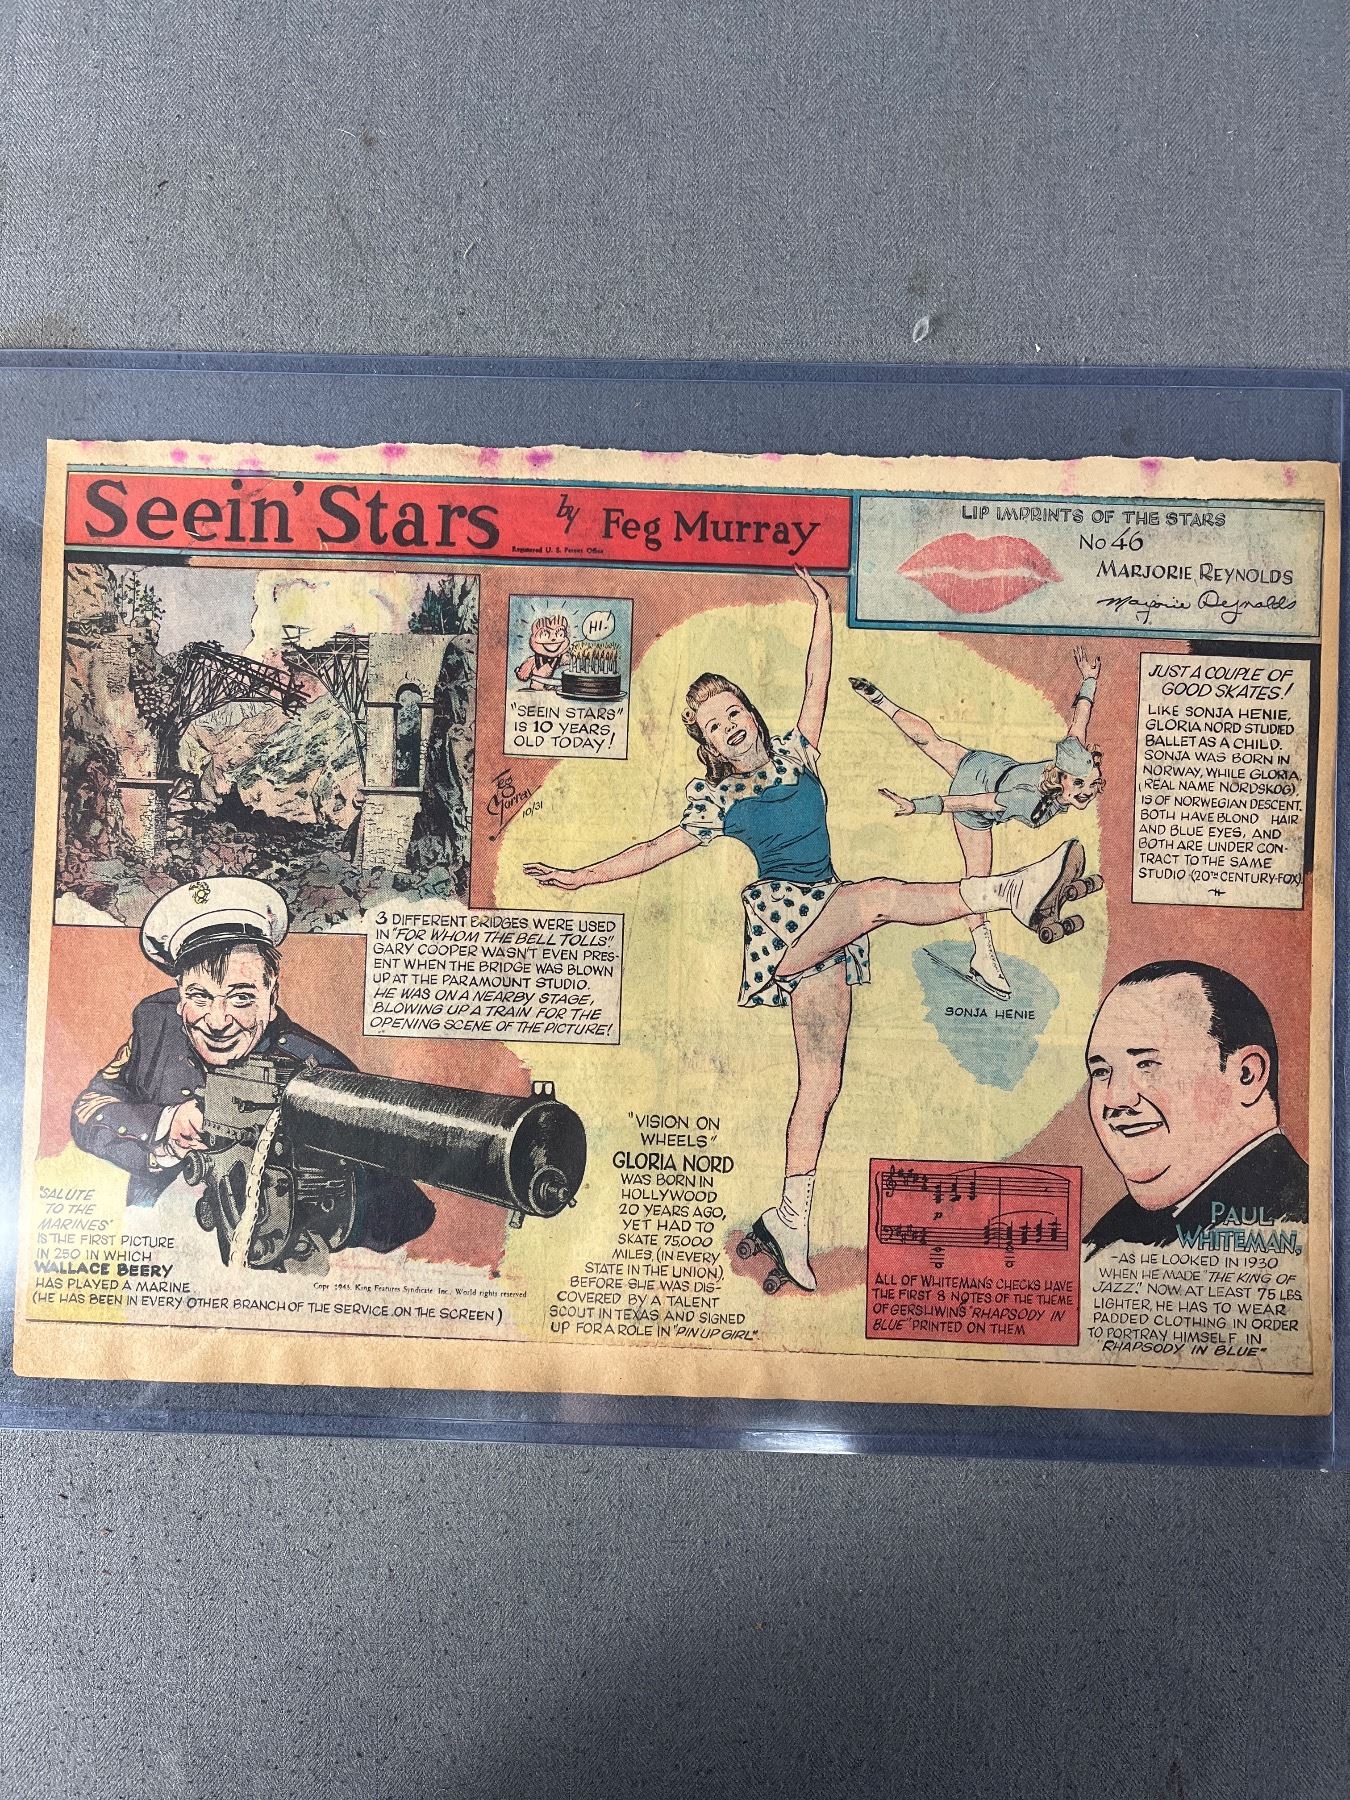 Seein' Stars
by
Feg Murray
Registered U. S. Patent Office
LIP IMPRINTS OF THE STARS
No 46
MARJORIE REYNOLDS
Marjorie Reynolds
HI!
"SEEIN STARS"
IS 10 YEARS
OLD TODAY!
Feg
Murray
10/31
JUST A COUPLE OF
GOOD SKATES!
LIKE SONJA HENIE,
GLORIA NORD STUDIED
BALLET AS A CHILD.
SONJA WAS BORN IN
NORWAY, WHILE GLORIA,
(REAL NAME NORDSKOG),
IS OF NORWEGIAN DESCENT.
BOTH HAVE BLOND HAIR
AND BLUE EYES, AND
BOTH ARE UNDER CON-
TRACT TO THE SAME
STUDIO (20TH CENTURY-FOX)
3 DIFFERENT BRIDGES WERE USED
IN "FOR WHOM THE BELL TOLLS"
GARY COOPER WASN'T EVEN PRES-
ENT WHEN THE BRIDGE WAS BLOWN
UP AT THE PARAMOUNT STUDIO.
HE WAS ON A NEARBY STAGE,
BLOWING UP A TRAIN FOR THE
OPENING SCENE OF THE PICTURE!
SONJA HENIE
"SALUTE
TO THE
MARINES"
IS THE FIRST PICTURE
IN 250 IN WHICH
WALLACE BEERY
HAS PLAYED A MARINE
(HE HAS BEEN IN EVERY OTHER BRANCH OF THE SERVICE ON THE SCREEN)
Copr. 1943, King Features Syndicate, Inc., World rights reserved
"VISION ON
WHEELS"
GLORIA NORD
WAS BORN IN
HOLLYWOOD
20 YEARS AGO,
YET HAD TO
SKATE 75,000
MILES, (IN EVERY
STATE IN THE UNION),
BEFORE SHE WAS DIS-
COVERED BY A TALENT
SCOUT IN TEXAS AND SIGNED
UP FOR A ROLE IN "PIN UP GIRL".
p
ALL OF WHITEMAN'S CHECKS HAVE
THE FIRST 8 NOTES OF THE THEME
OF GERSHWIN'S "RHAPSODY IN
BLUE" PRINTED ON THEM
PAUL
WHITEMAN,
-AS HE LOOKED IN 1930
WHEN HE MADE "THE KING OF
JAZZ." NOW, AT LEAST 75 LBS
LIGHTER, HE HAS TO WEAR
PADDED CLOTHING IN ORDER
TO PORTRAY HIMSELF IN
"RHAPSODY IN BLUE"